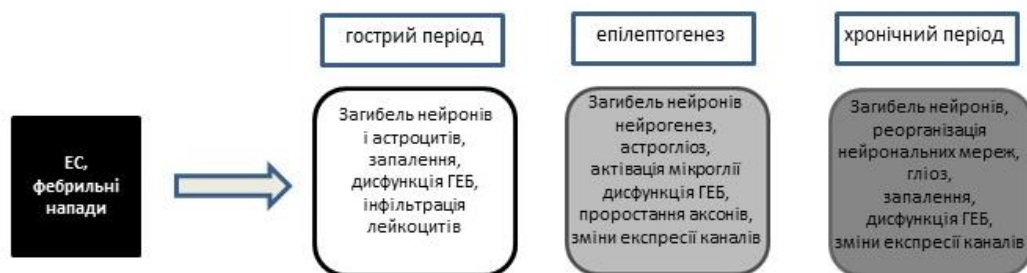 гострий період
епілептогенез
хронічний період
ЕС,
фебрильні
напади
Загибель нейронів
і астроцитів,
запалення,
дисфункція ГЕБ,
інфільтрація
лейкоцитів
Загибель нейронів
нейрогенез,
астрогліоз,
актівація мікроглії
дисфункція ГЕБ,
проростання аксонів,
зміни експресії каналів
Загибель нейронів,
реорганізація
нейрональних мереж,
гліоз,
запалення,
дисфункція ГЕБ,
зміни експресії каналів